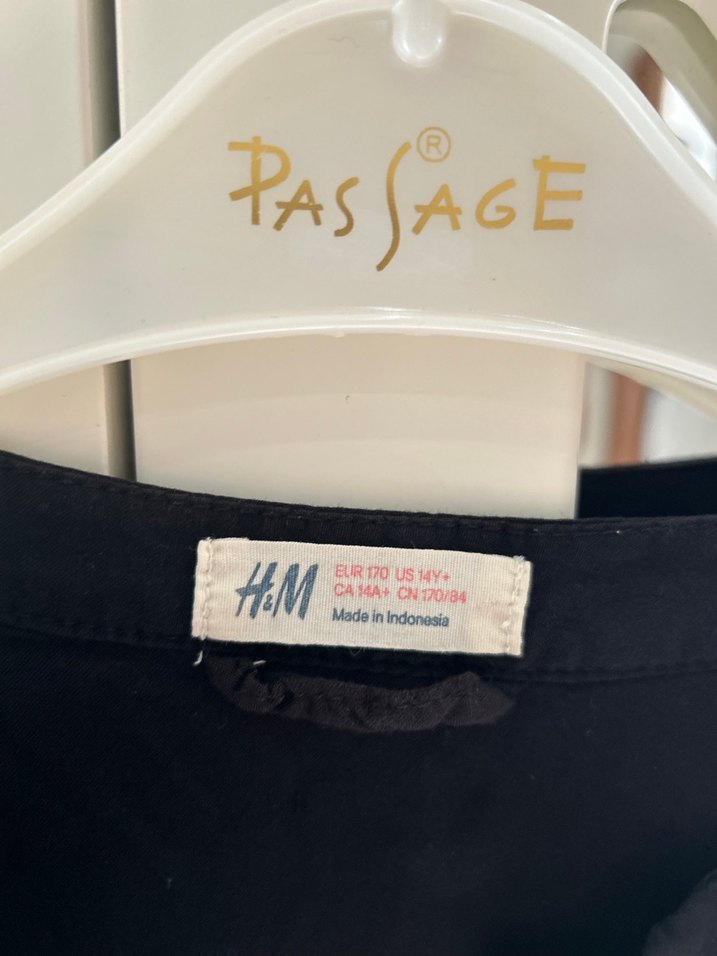 PASSAGE®
H&M
EUR 170 US 14Y+
CA 14A+ CN 170/84
Made in Indonesia